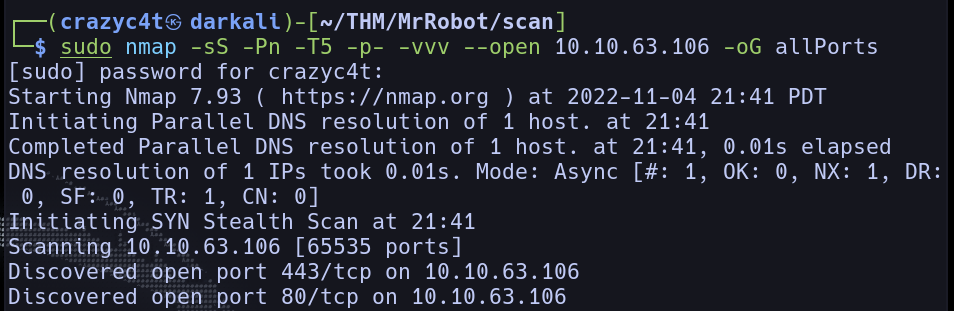 ┌──(crazyc4t㉿ darkali)-[~/THM/MrRobot/scan]
└─$ sudo nmap -sS -Pn -T5 -p- -vvv --open 10.10.63.106 -oG allPorts
[sudo] password for crazyc4t:
Starting Nmap 7.93 ( https://nmap.org ) at 2022-11-04 21:41 PDT
Initiating Parallel DNS resolution of 1 host. at 21:41
Completed Parallel DNS resolution of 1 host. at 21:41, 0.01s elapsed
DNS resolution of 1 IPs took 0.01s. Mode: Async [#: 1, OK: 0, NX: 1, DR:
 0, SF: 0, TR: 1, CN: 0]
Initiating SYN Stealth Scan at 21:41
Scanning 10.10.63.106 [65535 ports]
Discovered open port 443/tcp on 10.10.63.106
Discovered open port 80/tcp on 10.10.63.106